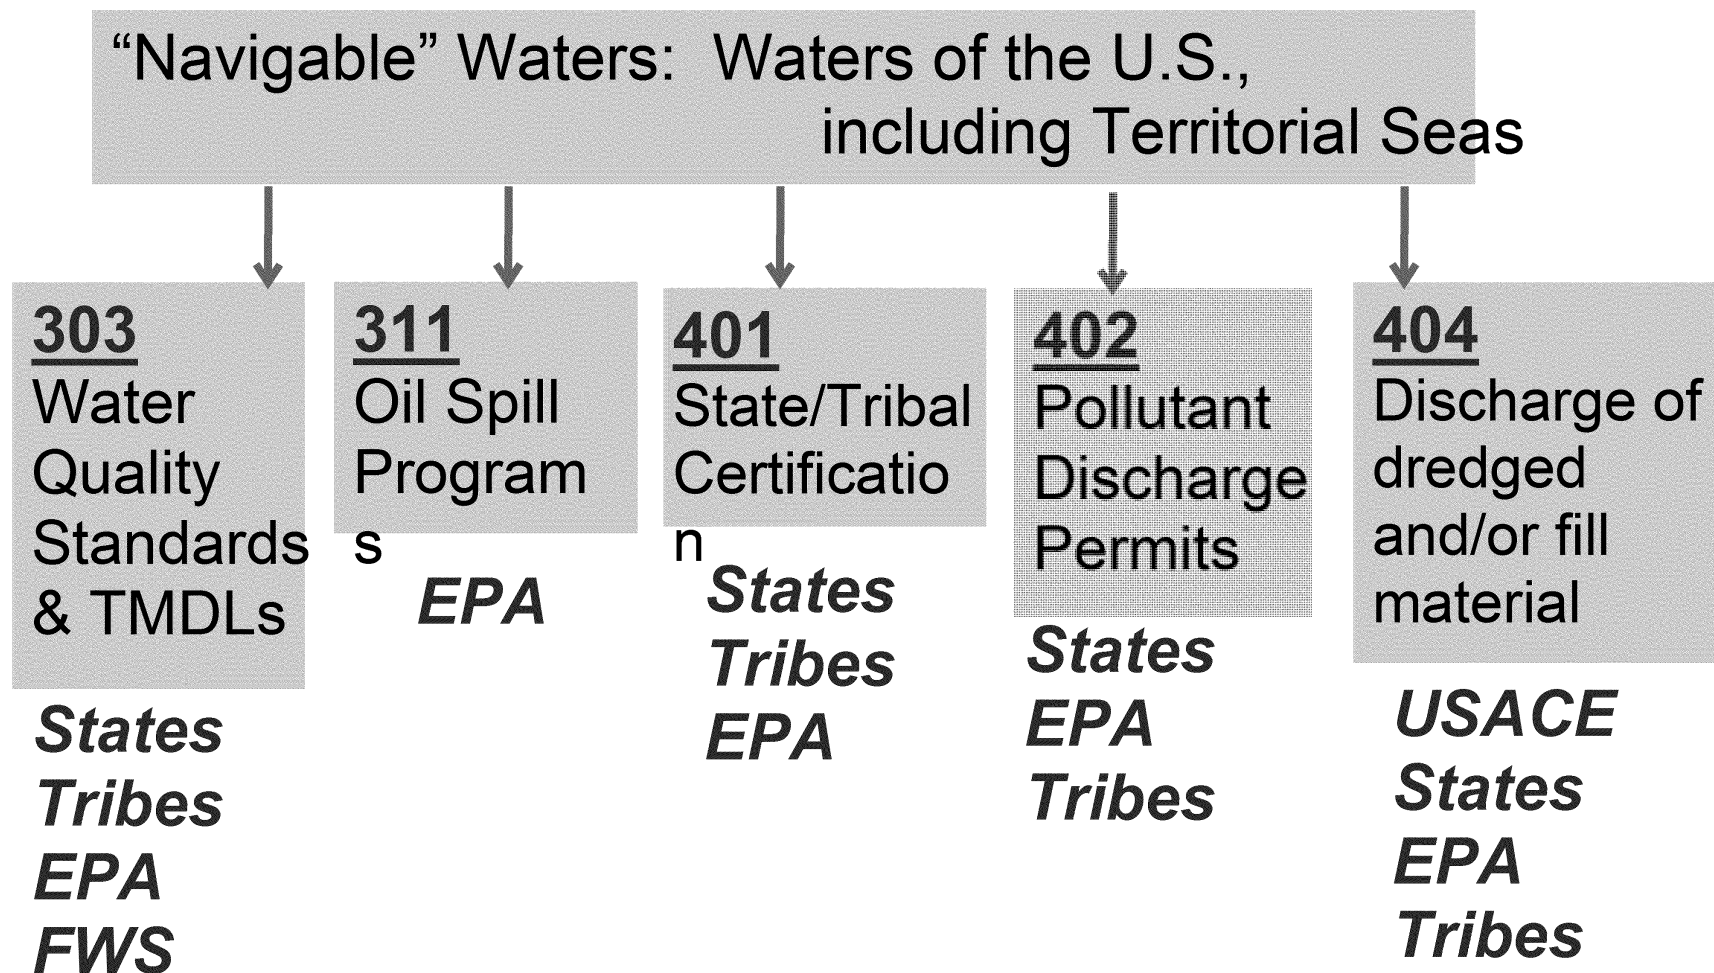 “Navigable” Waters:  Waters of the U.S.,
including Territorial Seas
303
Water
Quality
Standards
& TMDLs
States
Tribes
EPA
FWS
311
Oil Spill
Program
s
EPA
401
State/Tribal
Certificatio
n
States
Tribes
EPA
402
Pollutant
Discharge
Permits
States
EPA
Tribes
404
Discharge of
dredged
and/or fill
material
USACE
States
EPA
Tribes